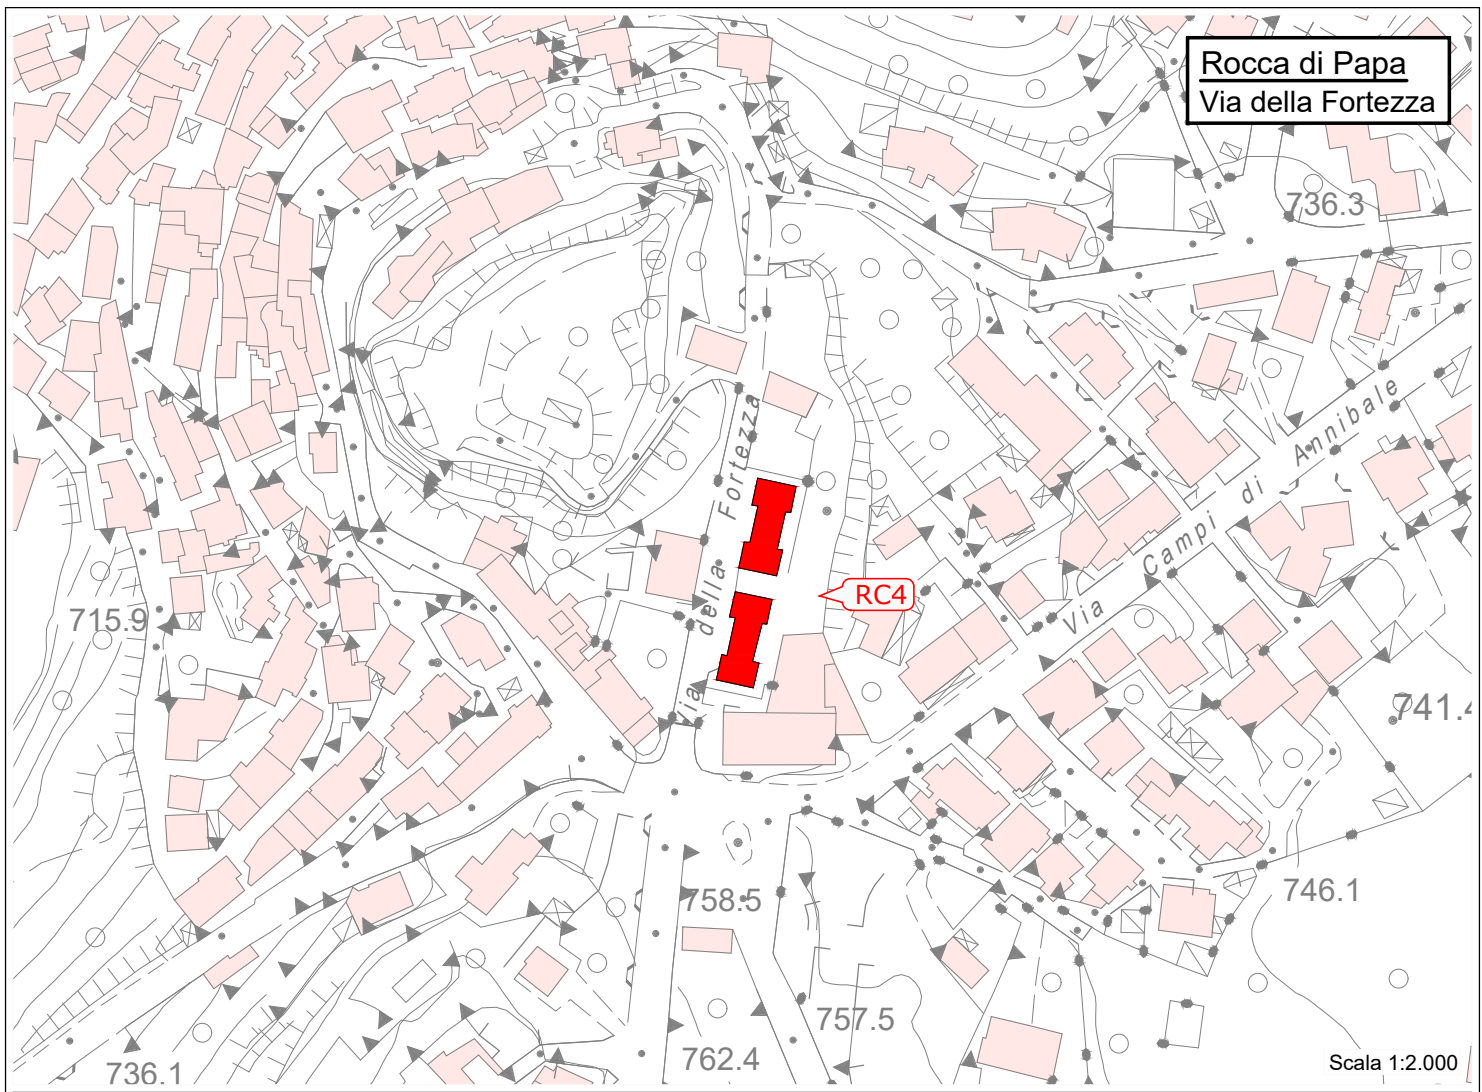 Rocca di Papa
Via della Fortezza
736.3
Via della Fortezza
Via Campi di Annibale
RC4
715.9
741.4
758.5
746.1
757.5
762.4
736.1
Scala 1:2.000